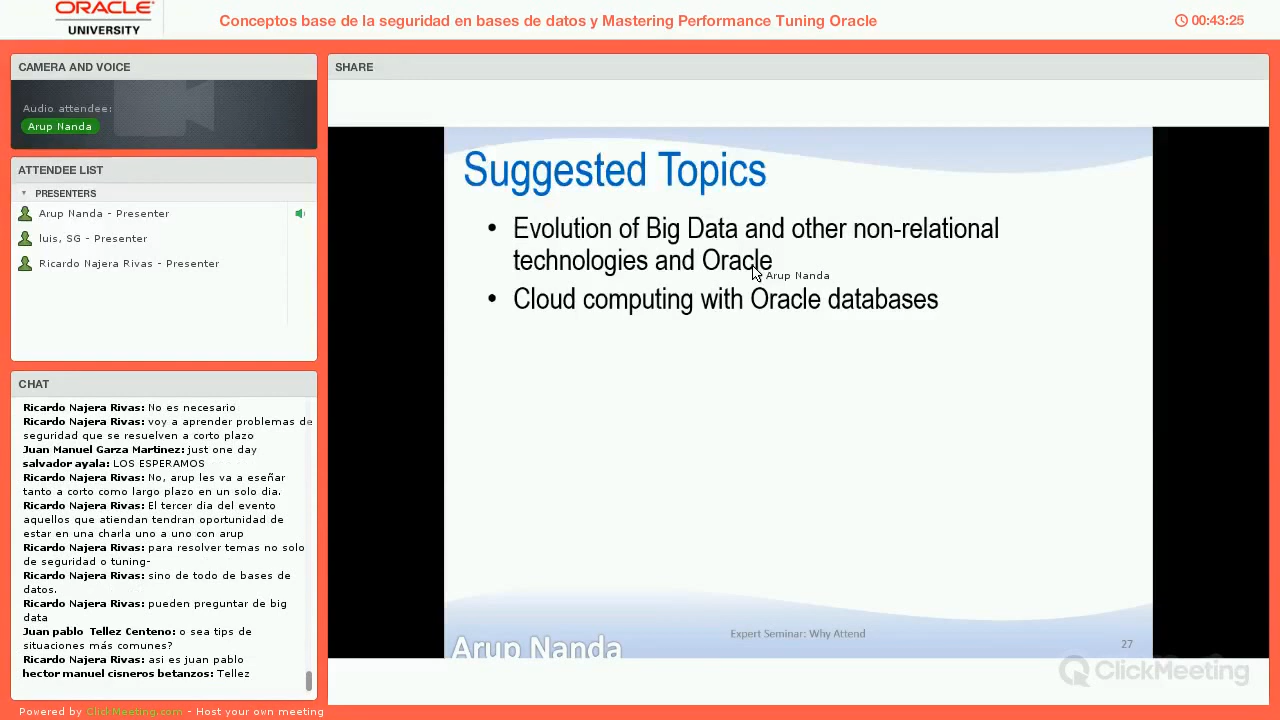 ORACLE
UNIVERSITY
Conceptos base de la seguridad en bases de datos y Mastering Performance Tuning Oracle
00:43:25
CAMERA AND VOICE
Audio attendee:
Arup Nanda
ATTENDEE LIST
PRESENTERS
Arup Nanda - Presenter
luis, SG - Presenter
Ricardo Najera Rivas - Presenter
CHAT
Ricardo Najera Rivas: No es necesario
Ricardo Najera Rivas: voy a aprender problemas de
seguridad que se resuelven a corto plazo
Juan Manuel Garza Martinez: just one day
salvador ayala: LOS ESPERAMOS
Ricardo Najera Rivas: No, arup les va a eseñar
tanto a corto como largo plazo en un solo dia.
Ricardo Najera Rivas: El tercer dia del evento
aquellos que atiendan tendran oportunidad de
estar en una charla uno a uno con arup
Ricardo Najera Rivas: para resolver temas no solo
de seguridad o tuning-
Ricardo Najera Rivas: sino de todo de bases de
datos.
Ricardo Najera Rivas: pueden preguntar de big
data
Juan pablo Tellez Centeno: o sea tips de
situaciones más comunes?
Ricardo Najera Rivas: asi es juan pablo
hector manuel cisneros betanzos: Tellez
Powered by ClickMeeting.com - Host your own meeting
SHARE
Suggested Topics
• Evolution of Big Data and other non-relational
technologies and Oracle
Arup Nanda
• Cloud computing with Oracle databases
Expert Seminar: Why Attend
27
Arup Nanda
ClickMeeting